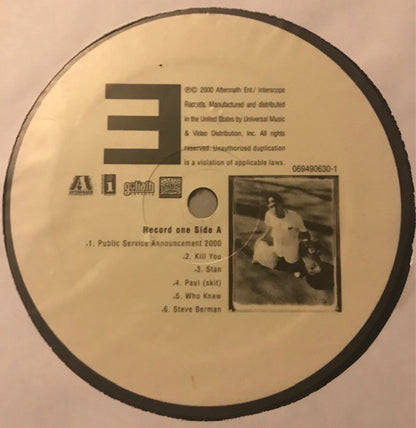 Ǝ
℗© 2000 Aftermath Ent./ Interscope
Records. Manufactured and distributed
in the United States by Universal Music
& Video Distribution, Inc. All rights
reserved. Unauthorized duplication
is a violation of applicable laws.
069490630-1
A
AFTERMATH
goliath
Record one Side A
1. Public Service Announcement 2000
2. Kill You
3. Stan
4. Paul (skit)
5. Who Knew
6. Steve Berman